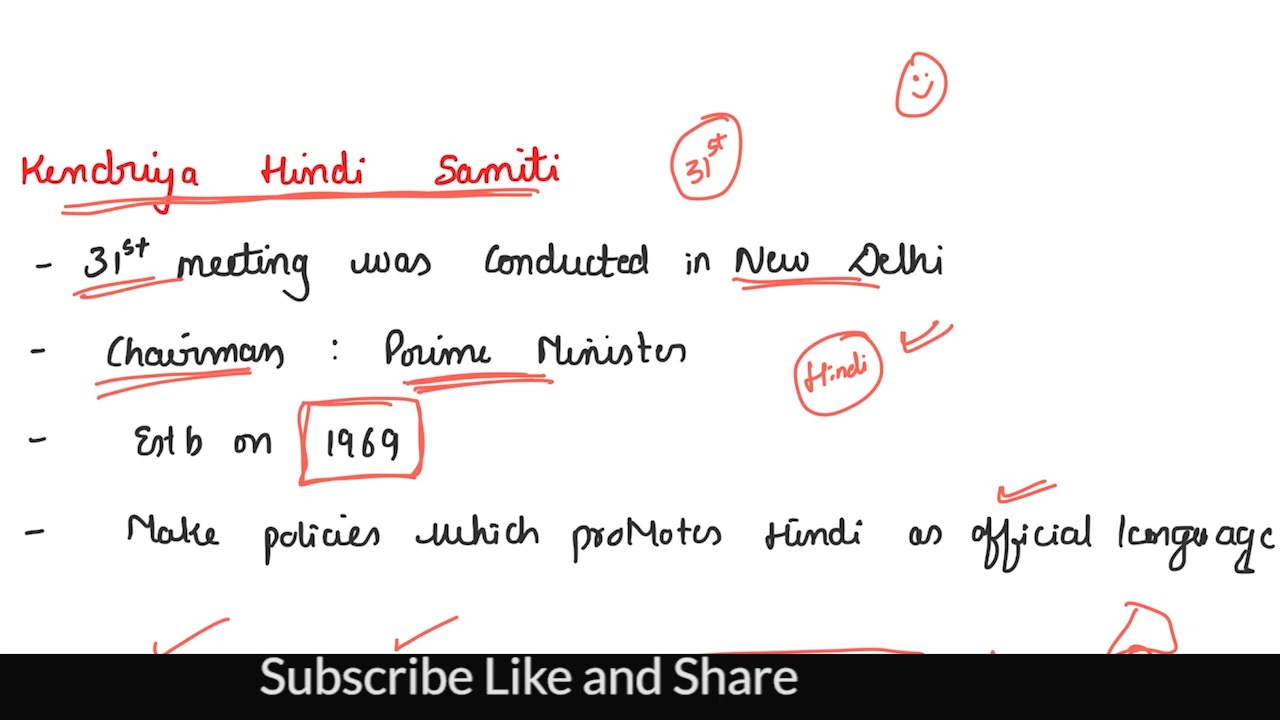 Kendriya Hindi Samiti 31st
- 31st meeting was conducted in New Delhi
- Chairman : Prime Minister
Hindi
- Estb on 1969
- Make policies which proMotes Hindi as official language
Subscribe Like and Share